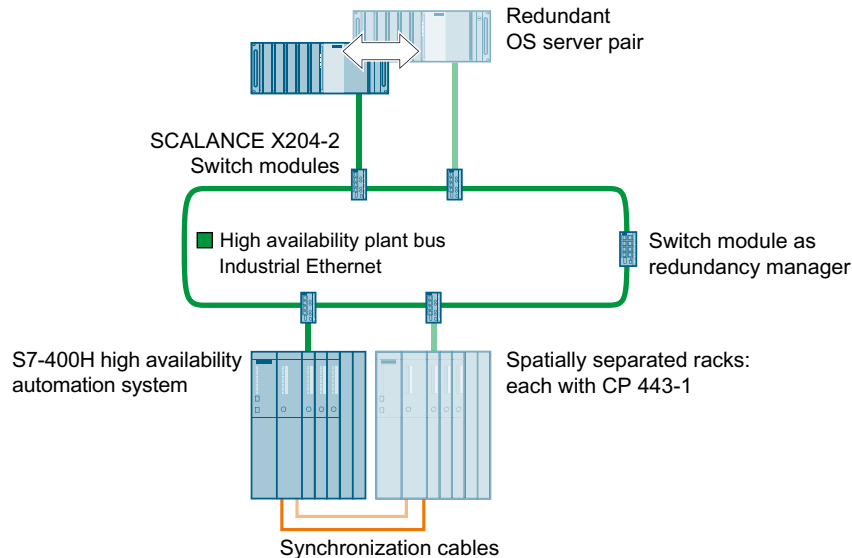 Redundant
OS server pair
SCALANCE X204-2
Switch modules
High availability plant bus
Industrial Ethernet
Switch module as
redundancy manager
S7-400H high availability
automation system
Spatially separated racks:
each with CP 443-1
Synchronization cables